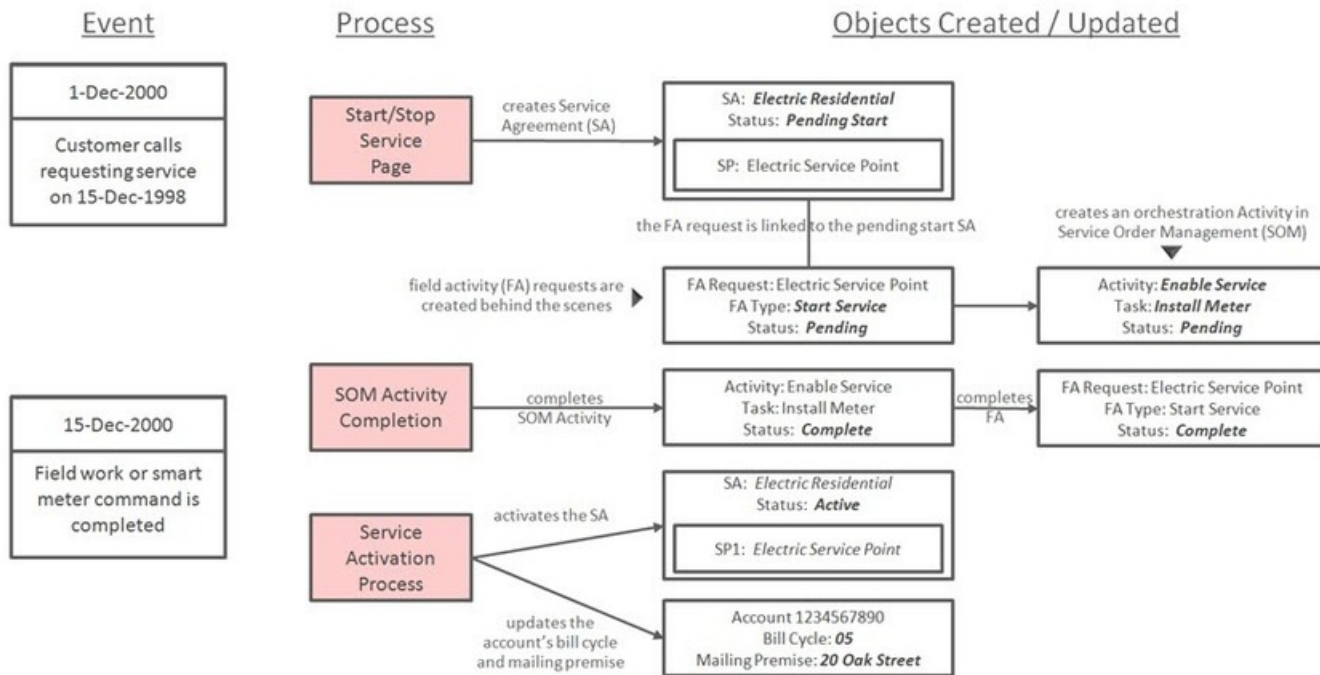 Event
Process
Objects Created / Updated
1-Dec-2000
Customer calls
requesting service
on 15-Dec-1998
Start/Stop
Service
Page
creates Service
Agreement (SA)
SA: Electric Residential
Status: Pending Start
SP: Electric Service Point
the FA request is linked to the pending start SA
creates an orchestration Activity in
Service Order Management (SOM)
field activity (FA) requests are
created behind the scenes
FA Request: Electric Service Point
FA Type: Start Service
Status: Pending
Activity: Enable Service
Task: Install Meter
Status: Pending
15-Dec-2000
Field work or smart
meter command is
completed
SOM Activity
Completion
completes
SOM Activity
Activity: Enable Service
Task: Install Meter
Status: Complete
completes
FA
FA Request: Electric Service Point
FA Type: Start Service
Status: Complete
Service
Activation
Process
activates the SA
SA: Electric Residential
Status: Active
SP1: Electric Service Point
updates the
account's bill cycle
and mailing premise
Account 1234567890
Bill Cycle: 05
Mailing Premise: 20 Oak Street